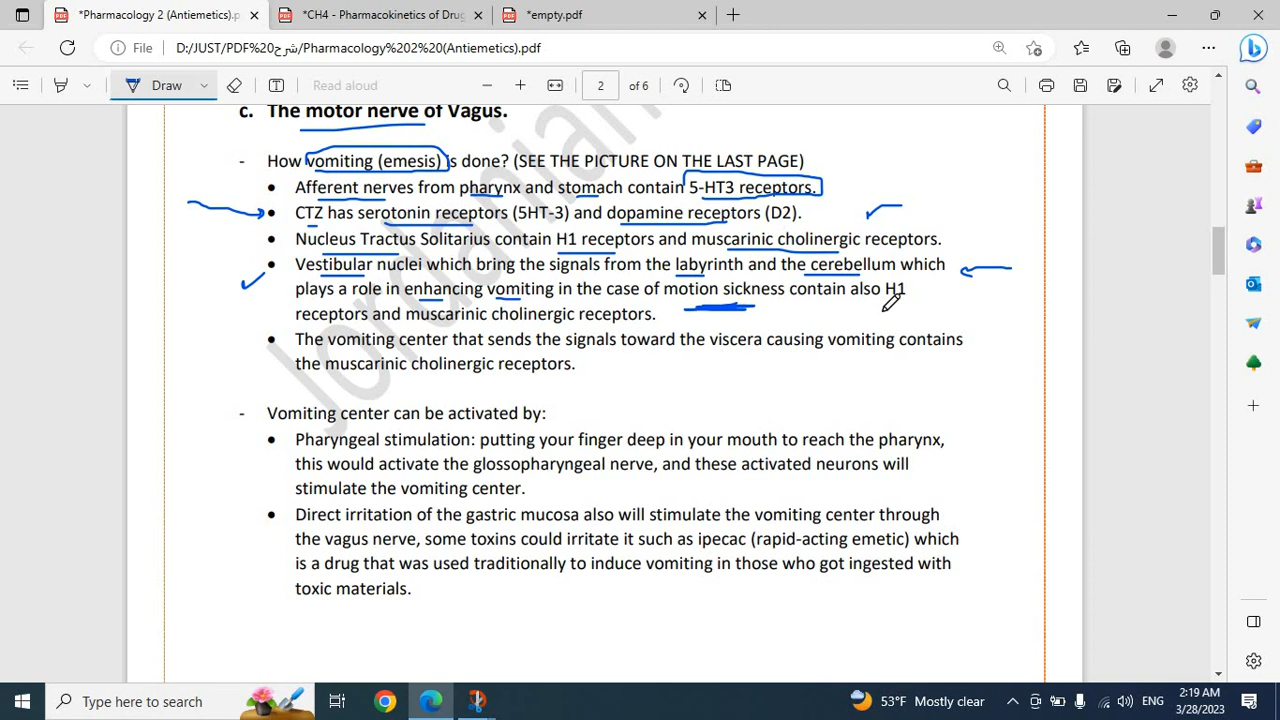 *Pharmacology 2 (Antiemetics).p
*CH4 - Pharmacokinetics of Drug
*empty.pdf
File
D:/JUST/PDF%20شرح/Pharmacology%202%20(Antiemetics).pdf
Draw
Read aloud
2 of 6
c. The motor nerve of Vagus.
- How vomiting (emesis) is done? (SEE THE PICTURE ON THE LAST PAGE)
• Afferent nerves from pharynx and stomach contain 5-HT3 receptors.
• CTZ has serotonin receptors (5HT-3) and dopamine receptors (D2).
• Nucleus Tractus Solitarius contain H1 receptors and muscarinic cholinergic receptors.
• Vestibular nuclei which bring the signals from the labyrinth and the cerebellum which
plays a role in enhancing vomiting in the case of motion sickness contain also H1
receptors and muscarinic cholinergic receptors.
• The vomiting center that sends the signals toward the viscera causing vomiting contains
the muscarinic cholinergic receptors.
- Vomiting center can be activated by:
• Pharyngeal stimulation: putting your finger deep in your mouth to reach the pharynx,
this would activate the glossopharyngeal nerve, and these activated neurons will
stimulate the vomiting center.
• Direct irritation of the gastric mucosa also will stimulate the vomiting center through
the vagus nerve, some toxins could irritate it such as ipecac (rapid-acting emetic) which
is a drug that was used traditionally to induce vomiting in those who got ingested with
toxic materials.
Jordanian
Type here to search
53°F Mostly clear
ENG
2:19 AM
3/28/2023